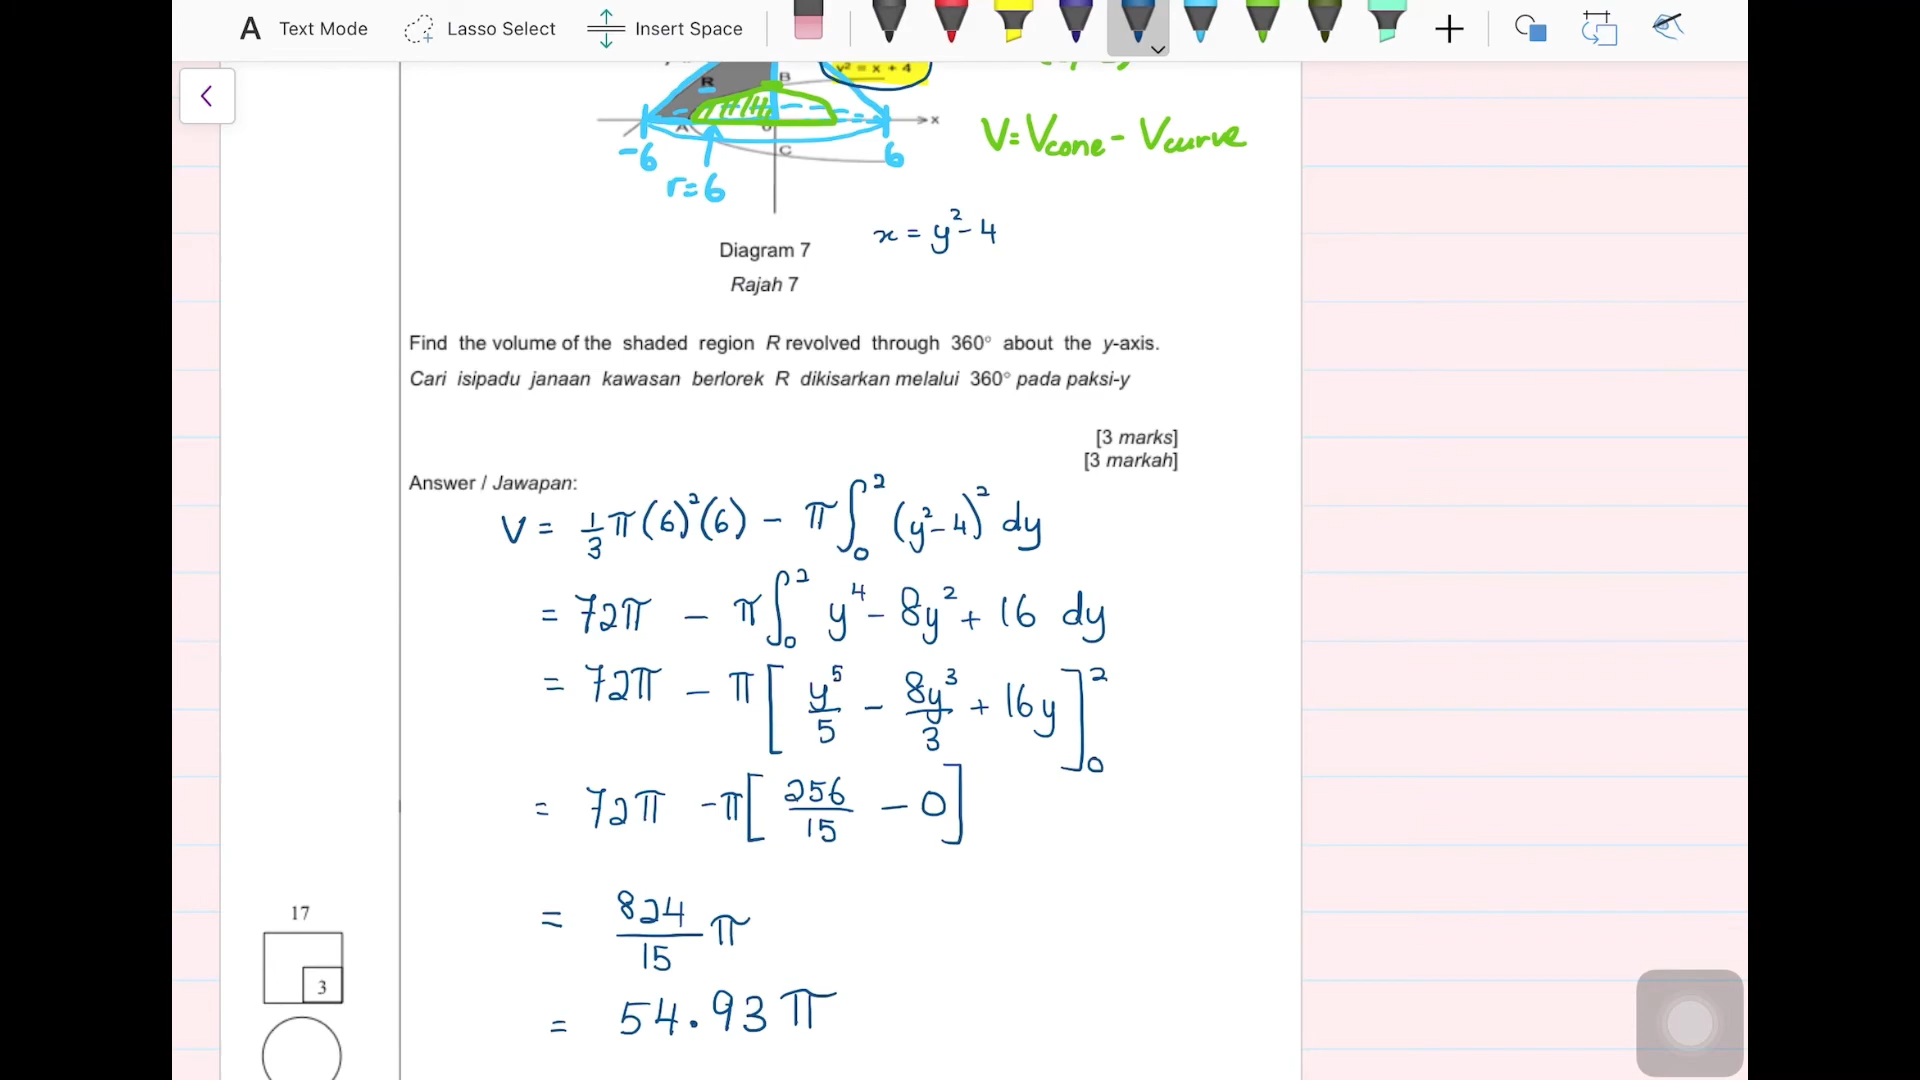 A Text Mode Lasso Select Insert Space
R B
y² = x + 4
A x
C
-6 6
r=6
V = Vcone - Vcurve
x = y² - 4
Diagram 7
Rajah 7
Find the volume of the shaded region R revolved through 360° about the y-axis.
Cari isipadu janaan kawasan berlorek R dikisarkan melalui 360° pada paksi-y
[3 marks]
[3 markah]
Answer / Jawapan:
V = 1/3 π(6)²(6) - π∫₀² (y²-4)² dy
= 72π - π∫₀² y⁴ - 8y² + 16 dy
= 72π - π[y⁵/5 - 8y³/3 + 16y]₀²
= 72π - π[256/15 - 0]
= 824/15 π
= 54.93 π
17
3